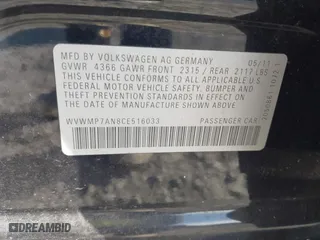 MFD BY VOLKSWAGEN AG GERMANY 05/11
GVWR 4366 GAWR FRONT 2315 / REAR 2117 LBS
THIS VEHICLE CONFORMS TO ALL APPLICABLE U.S.
FEDERAL MOTOR VEHICLE SAFETY, BUMPER AND
THEFT PREVENTION STANDARDS IN EFFECT ON THE
DATE OF MANUFACTURE SHOWN ABOVE
WVWMP7AN8CE516033 PASSENGER CAR